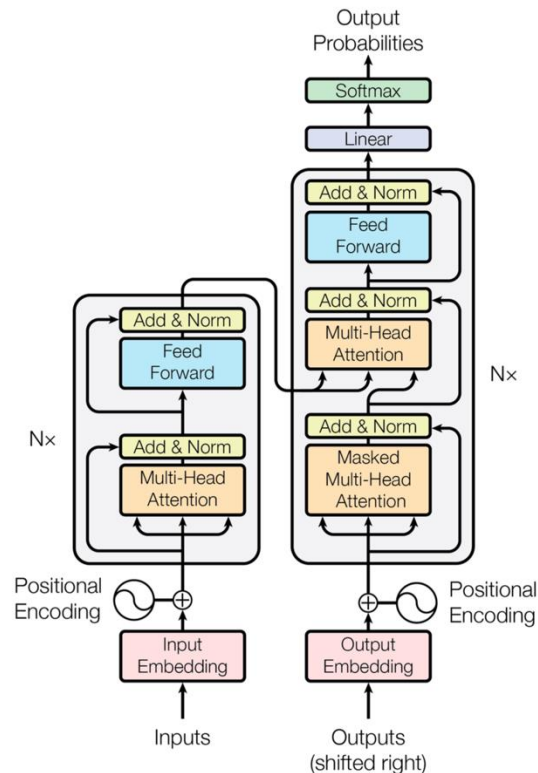 Output
Probabilities
Softmax
Linear
Add & Norm
Feed
Forward
Add & Norm
Multi-Head
Attention
Add & Norm
Masked
Multi-Head
Attention
Nx
Positional
Encoding
Output
Embedding
Outputs
(shifted right)
Add & Norm
Feed
Forward
Add & Norm
Multi-Head
Attention
Nx
Positional
Encoding
Input
Embedding
Inputs